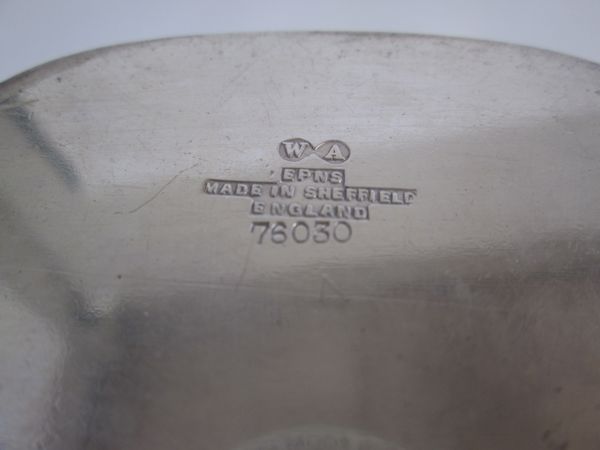 W A
EPNS
MADE IN SHEFFIELD
ENGLAND
76030